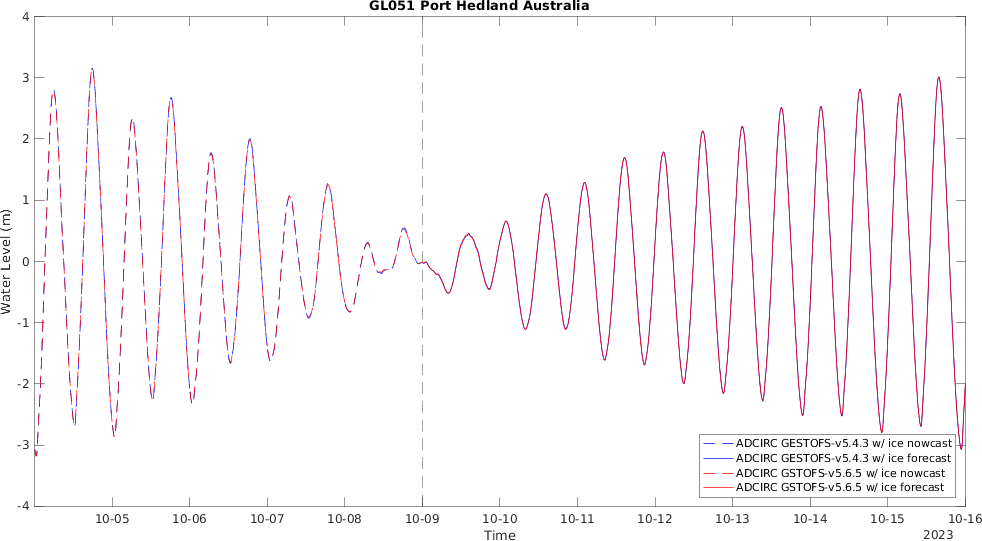 GL051 Port Hedland Australia
4
3
2
1
0
-1
-2
-3
-4
Water Level (m)
10-05 10-06 10-07 10-08 10-09 10-10 10-11 10-12 10-13 10-14 10-15 10-16
Time
2023
ADCIRC GESTOFS-v5.4.3 w/ ice nowcast
ADCIRC GESTOFS-v5.4.3 w/ ice forecast
ADCIRC GSTOFS-v5.6.5 w/ ice nowcast
ADCIRC GSTOFS-v5.6.5 w/ ice forecast